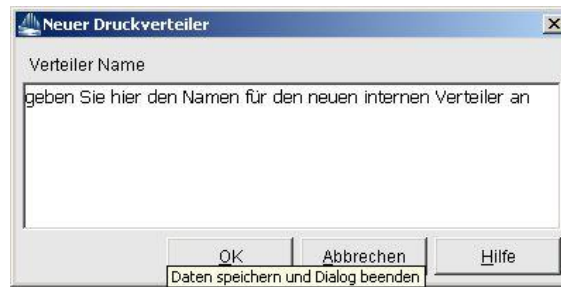 Neuer Druckverteiler
Verteiler Name
geben Sie hier den Namen für den neuen internen Verteiler an
OK Abbrechen Hilfe
Daten speichern und Dialog beenden